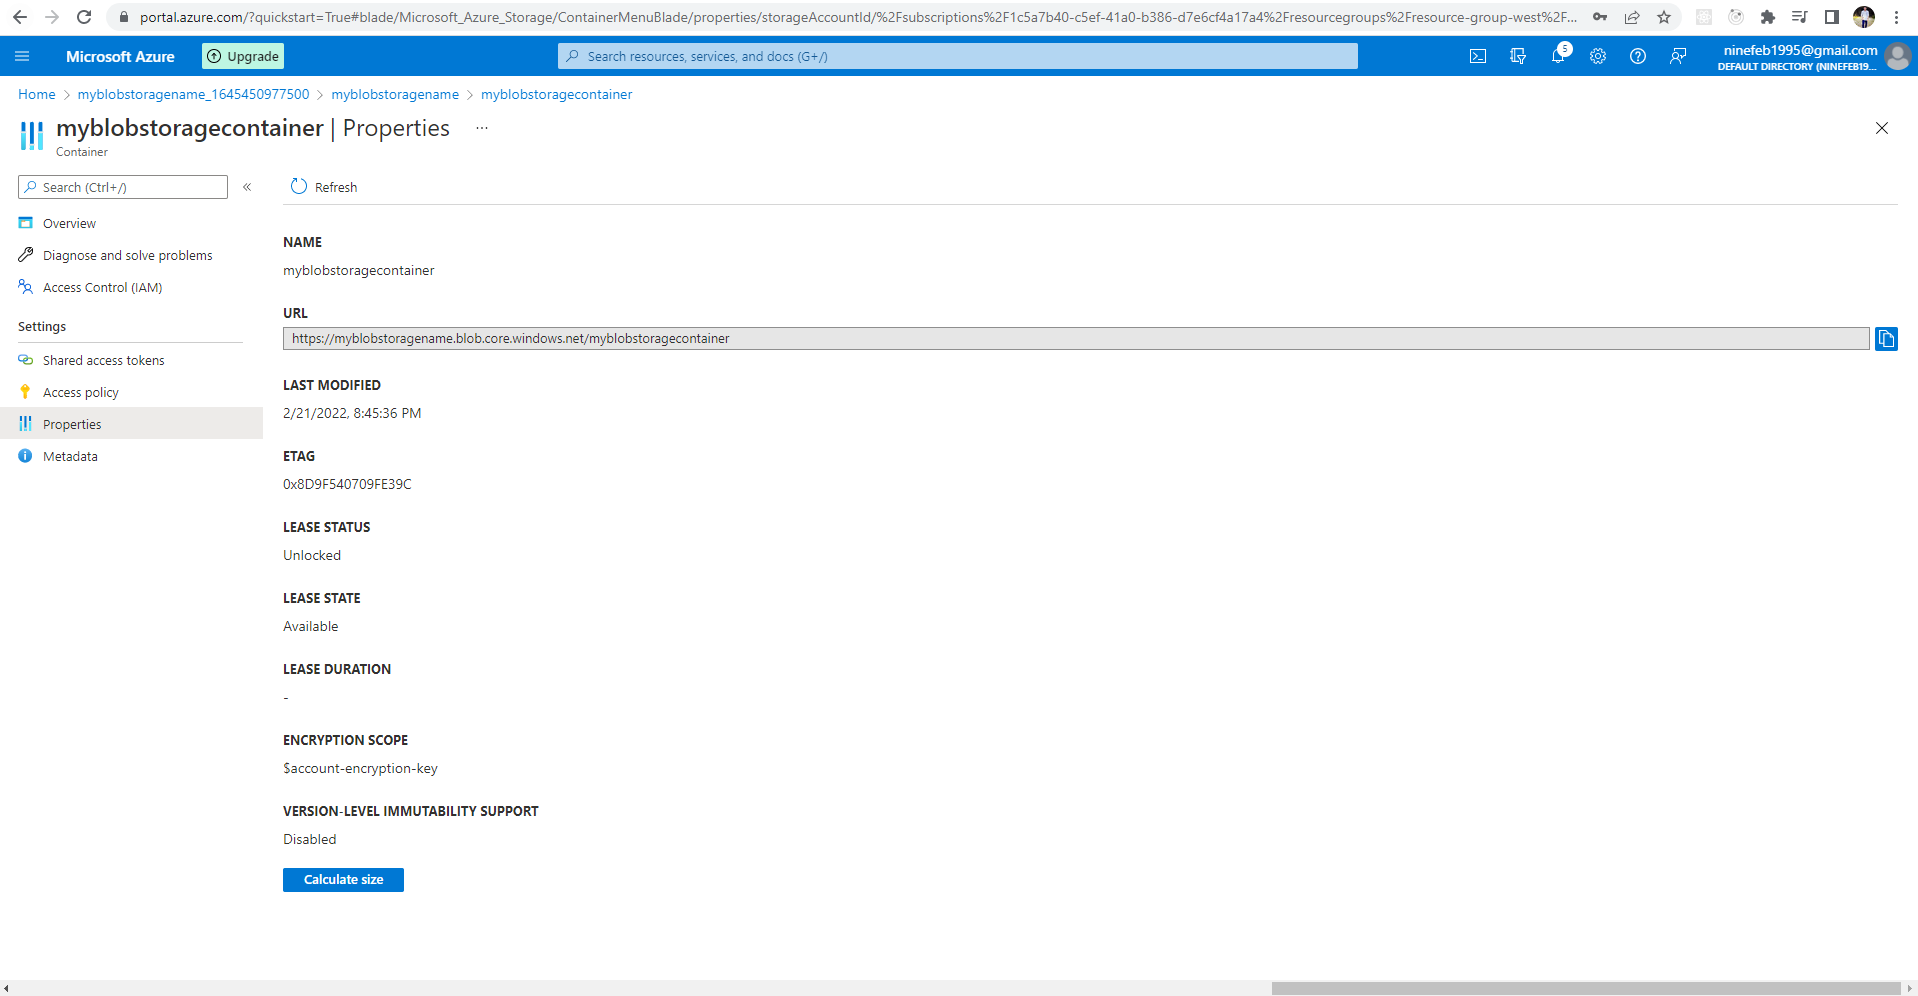 portal.azure.com/?quickstart=True#blade/Microsoft_Azure_Storage/ContainerMenuBlade/properties/storageAccountId/%2Fsubscriptions%2F1c5a7b40-c5ef-41a0-b386-d7e6cf4a17a4%2Fresourcegroups%2Fresource-group-west%2F...
Microsoft Azure
Upgrade
Search resources, services, and docs (G+/)
5
ninefeb1995@gmail.com
DEFAULT DIRECTORY (NINEFEB19...
Home > myblobstoragename_1645450977500 > myblobstoragename > myblobstoragecontainer
myblobstoragecontainer | Properties ...
Container
Search (Ctrl+/)
«
Refresh
Overview
Diagnose and solve problems
Access Control (IAM)
Settings
Shared access tokens
Access policy
Properties
Metadata
NAME
myblobstoragecontainer
URL
https://myblobstoragename.blob.core.windows.net/myblobstoragecontainer
LAST MODIFIED
2/21/2022, 8:45:36 PM
ETAG
0x8D9F540709FE39C
LEASE STATUS
Unlocked
LEASE STATE
Available
LEASE DURATION
-
ENCRYPTION SCOPE
$account-encryption-key
VERSION-LEVEL IMMUTABILITY SUPPORT
Disabled
Calculate size